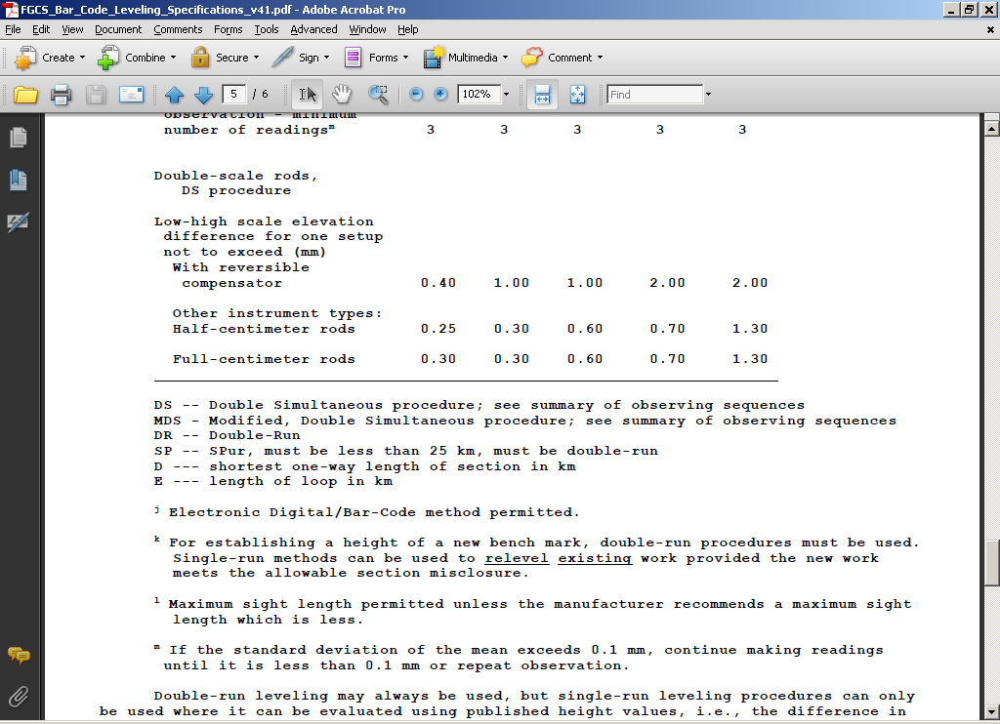 FGCS_Bar_Code_Leveling_Specifications_v41.pdf - Adobe Acrobat Pro
File Edit View Document Comments Forms Tools Advanced Window Help
Create Combine Secure Sign Forms Multimedia Comment
5 / 6 102% Find
observation - minimum
number of readingsᵐ 3 3 3 3 3
Double-scale rods,
DS procedure
Low-high scale elevation
difference for one setup
not to exceed (mm)
With reversible
compensator 0.40 1.00 1.00 2.00 2.00
Other instrument types:
Half-centimeter rods 0.25 0.30 0.60 0.70 1.30
Full-centimeter rods 0.30 0.30 0.60 0.70 1.30
DS -- Double Simultaneous procedure; see summary of observing sequences
MDS - Modified, Double Simultaneous procedure; see summary of observing sequences
DR -- Double-Run
SP -- SPur, must be less than 25 km, must be double-run
D --- shortest one-way length of section in km
E --- length of loop in km
ʲ Electronic Digital/Bar-Code method permitted.
ᵏ For establishing a height of a new bench mark, double-run procedures must be used.
Single-run methods can be used to relevel existing work provided the new work
meets the allowable section misclosure.
ˡ Maximum sight length permitted unless the manufacturer recommends a maximum sight
length which is less.
ᵐ If the standard deviation of the mean exceeds 0.1 mm, continue making readings
until it is less than 0.1 mm or repeat observation.
Double-run leveling may always be used, but single-run leveling procedures can only
be used where it can be evaluated using published height values, i.e., the difference in